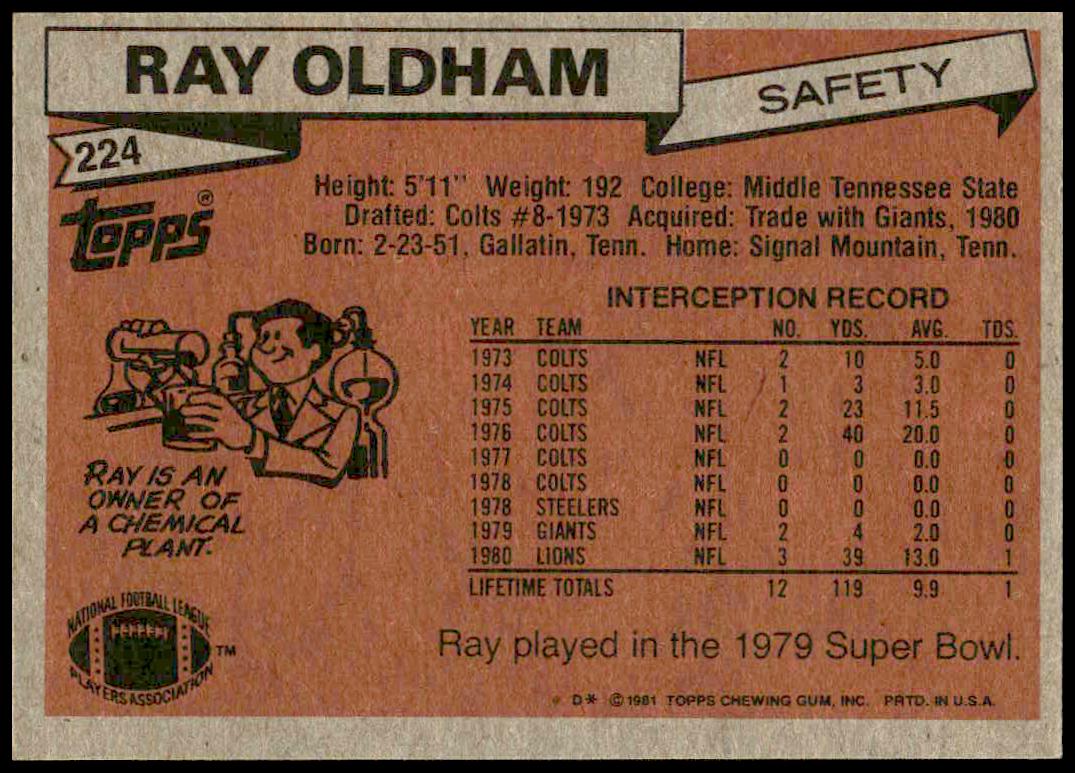 RAY OLDHAM
SAFETY
224
TOPPS®
Height: 5'11" Weight: 192 College: Middle Tennessee State
Drafted: Colts #8-1973 Acquired: Trade with Giants, 1980
Born: 2-23-51, Gallatin, Tenn. Home: Signal Mountain, Tenn.
RAY IS AN
OWNER OF
A CHEMICAL
PLANT.
INTERCEPTION RECORD
YEAR TEAM NO. YDS. AVG. TDS.
1973 COLTS NFL 2 10 5.0 0
1974 COLTS NFL 1 3 3.0 0
1975 COLTS NFL 2 23 11.5 0
1976 COLTS NFL 2 40 20.0 0
1977 COLTS NFL 0 0 0.0 0
1978 COLTS NFL 0 0 0.0 0
1978 STEELERS NFL 0 0 0.0 0
1979 GIANTS NFL 2 4 2.0 0
1980 LIONS NFL 3 39 13.0 1
LIFETIME TOTALS 12 119 9.9 1
NATIONAL FOOTBALL LEAGUE
PLAYERS ASSOCIATION
™
Ray played in the 1979 Super Bowl.
* D* © 1981 TOPPS CHEWING GUM, INC. PRTD. IN U.S.A.